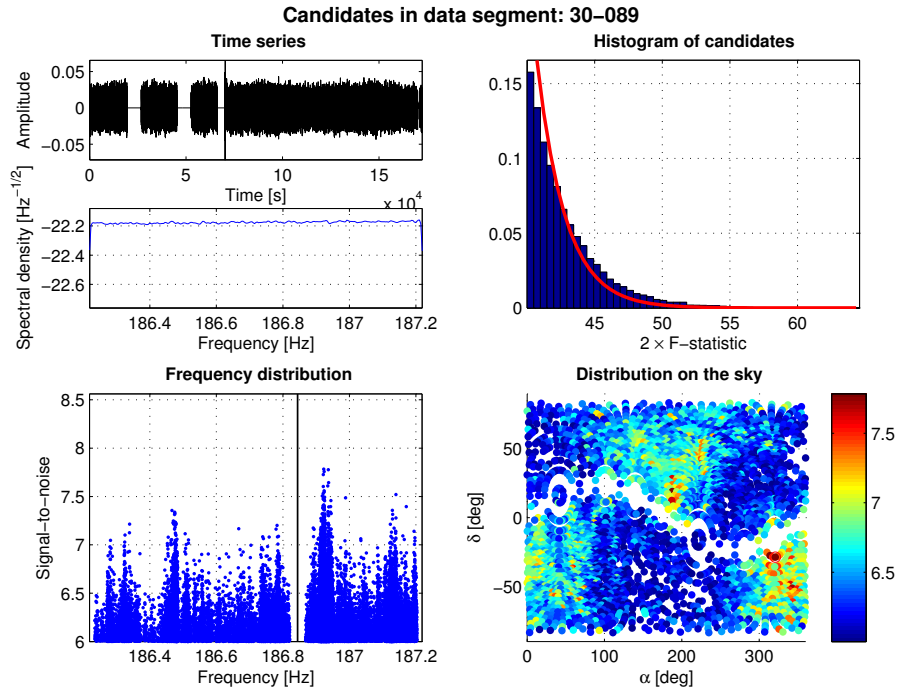 Candidates in data segment: 30−089
Time series
0.05
0
−0.05
Amplitude
0 5 10 15
Time [s]
x 10^4
−22.2
−22.4
−22.6
Spectral density [Hz^−1/2]
186.4 186.6 186.8 187 187.2
Frequency [Hz]
Histogram of candidates
0.15
0.1
0.05
0
45 50 55 60
2 × F−statistic
Frequency distribution
8.5
8
7.5
7
6.5
6
Signal−to−noise
186.4 186.6 186.8 187 187.2
Frequency [Hz]
Distribution on the sky
50
0
−50
δ [deg]
0 100 200 300
α [deg]
7.5
7
6.5